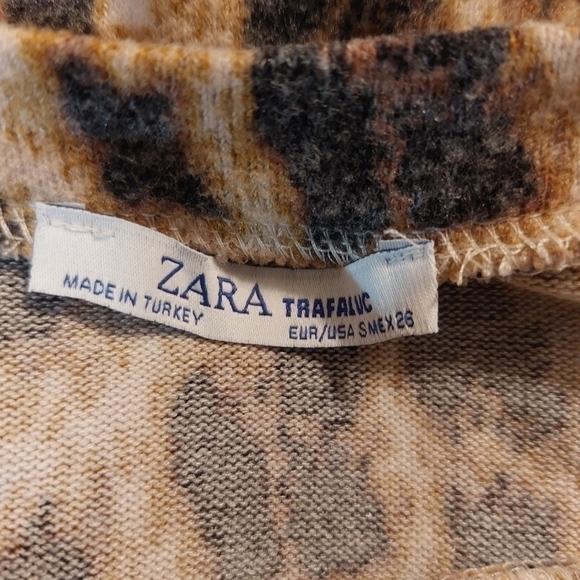 ZARA TRAFALUC
MADE IN TURKEY
EUR/USA S MEX 26